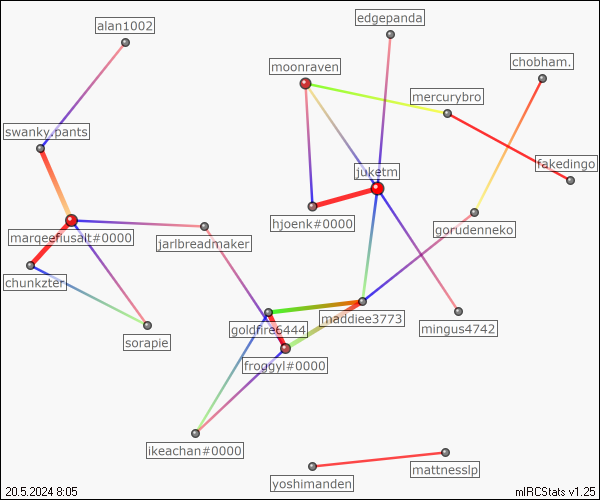 edgepanda
alan1002
moonraven
chobham.
mercurybro
swanky.pants
fakedingo
juketm
hjoenk#0000
gorudenneko
marqeefiusalt#0000
jarlbreadmaker
chunkzter
maddiee3773
goldfire6444
mingus4742
sorapie
froggyl#0000
ikeachan#0000
mattnesslp
yoshimanden
20.5.2024 8:05
mIRCStats v1.25